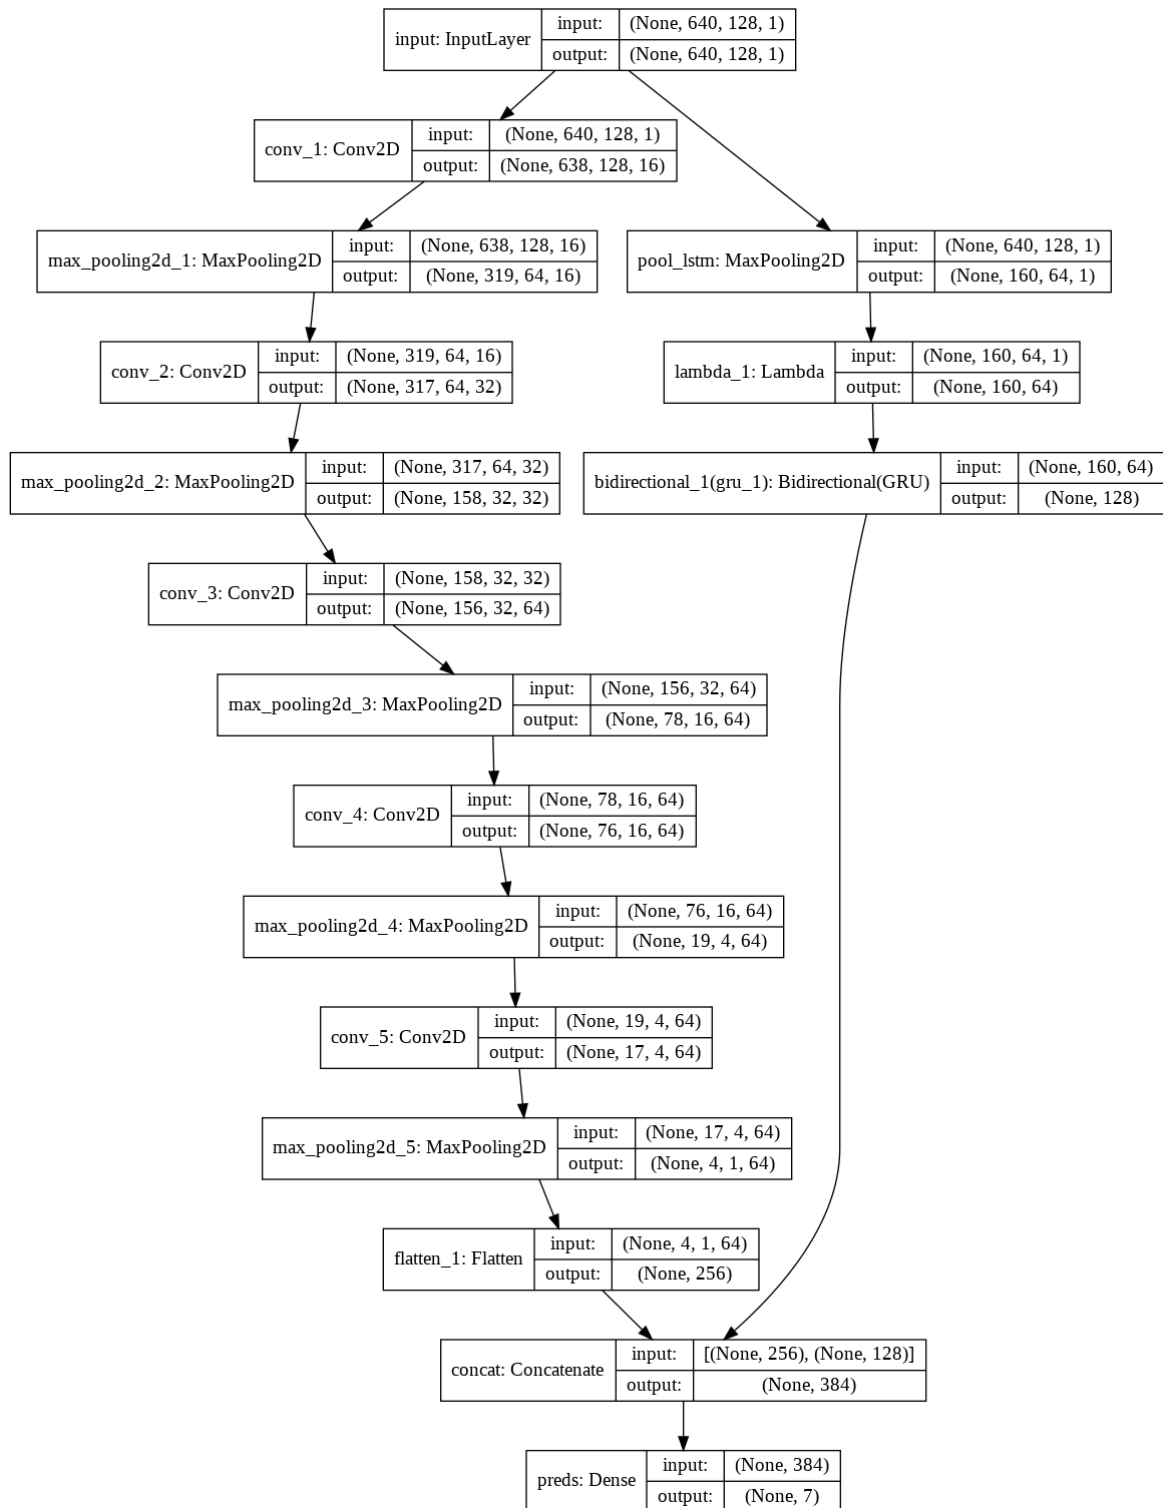 input: InputLayer
input: (None, 640, 128, 1)
output: (None, 640, 128, 1)
conv_1: Conv2D
input: (None, 640, 128, 1)
output: (None, 638, 128, 16)
max_pooling2d_1: MaxPooling2D
input: (None, 638, 128, 16)
output: (None, 319, 64, 16)
pool_lstm: MaxPooling2D
input: (None, 640, 128, 1)
output: (None, 160, 64, 1)
conv_2: Conv2D
input: (None, 319, 64, 16)
output: (None, 317, 64, 32)
lambda_1: Lambda
input: (None, 160, 64, 1)
output: (None, 160, 64)
max_pooling2d_2: MaxPooling2D
input: (None, 317, 64, 32)
output: (None, 158, 32, 32)
bidirectional_1(gru_1): Bidirectional(GRU)
input: (None, 160, 64)
output: (None, 128)
conv_3: Conv2D
input: (None, 158, 32, 32)
output: (None, 156, 32, 64)
max_pooling2d_3: MaxPooling2D
input: (None, 156, 32, 64)
output: (None, 78, 16, 64)
conv_4: Conv2D
input: (None, 78, 16, 64)
output: (None, 76, 16, 64)
max_pooling2d_4: MaxPooling2D
input: (None, 76, 16, 64)
output: (None, 19, 4, 64)
conv_5: Conv2D
input: (None, 19, 4, 64)
output: (None, 17, 4, 64)
max_pooling2d_5: MaxPooling2D
input: (None, 17, 4, 64)
output: (None, 4, 1, 64)
flatten_1: Flatten
input: (None, 4, 1, 64)
output: (None, 256)
concat: Concatenate
input: [(None, 256), (None, 128)]
output: (None, 384)
preds: Dense
input: (None, 384)
output: (None, 7)